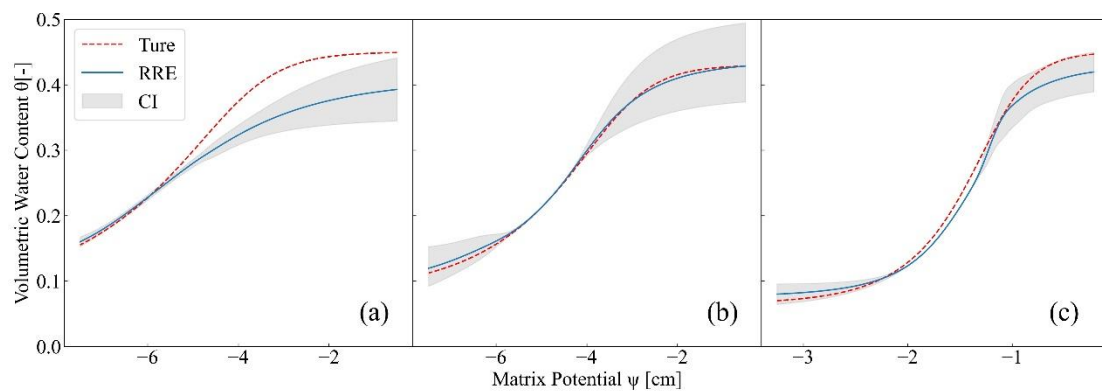 0.5
0.4
0.3
0.2
0.1
0.0
Volumetric Water Content θ[-]
Ture
RRE
CI
(a)
(b)
(c)
−6 −4 −2
−6 −4 −2
−3 −2 −1
Matrix Potential ψ [cm]